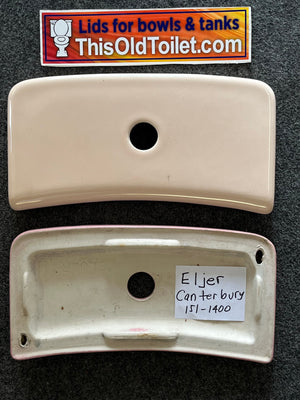 Lids for bowls & tanks
ThisOldToilet.com
Eljer
Canterbury
151-1400